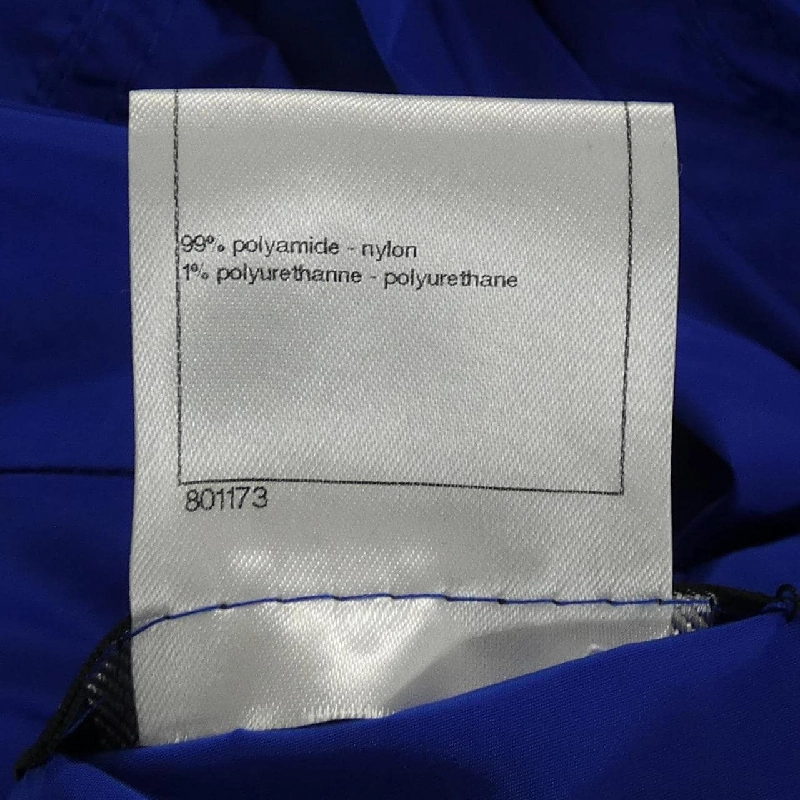 99% polyamide - nylon
1% polyurethanne - polyurethane
801173